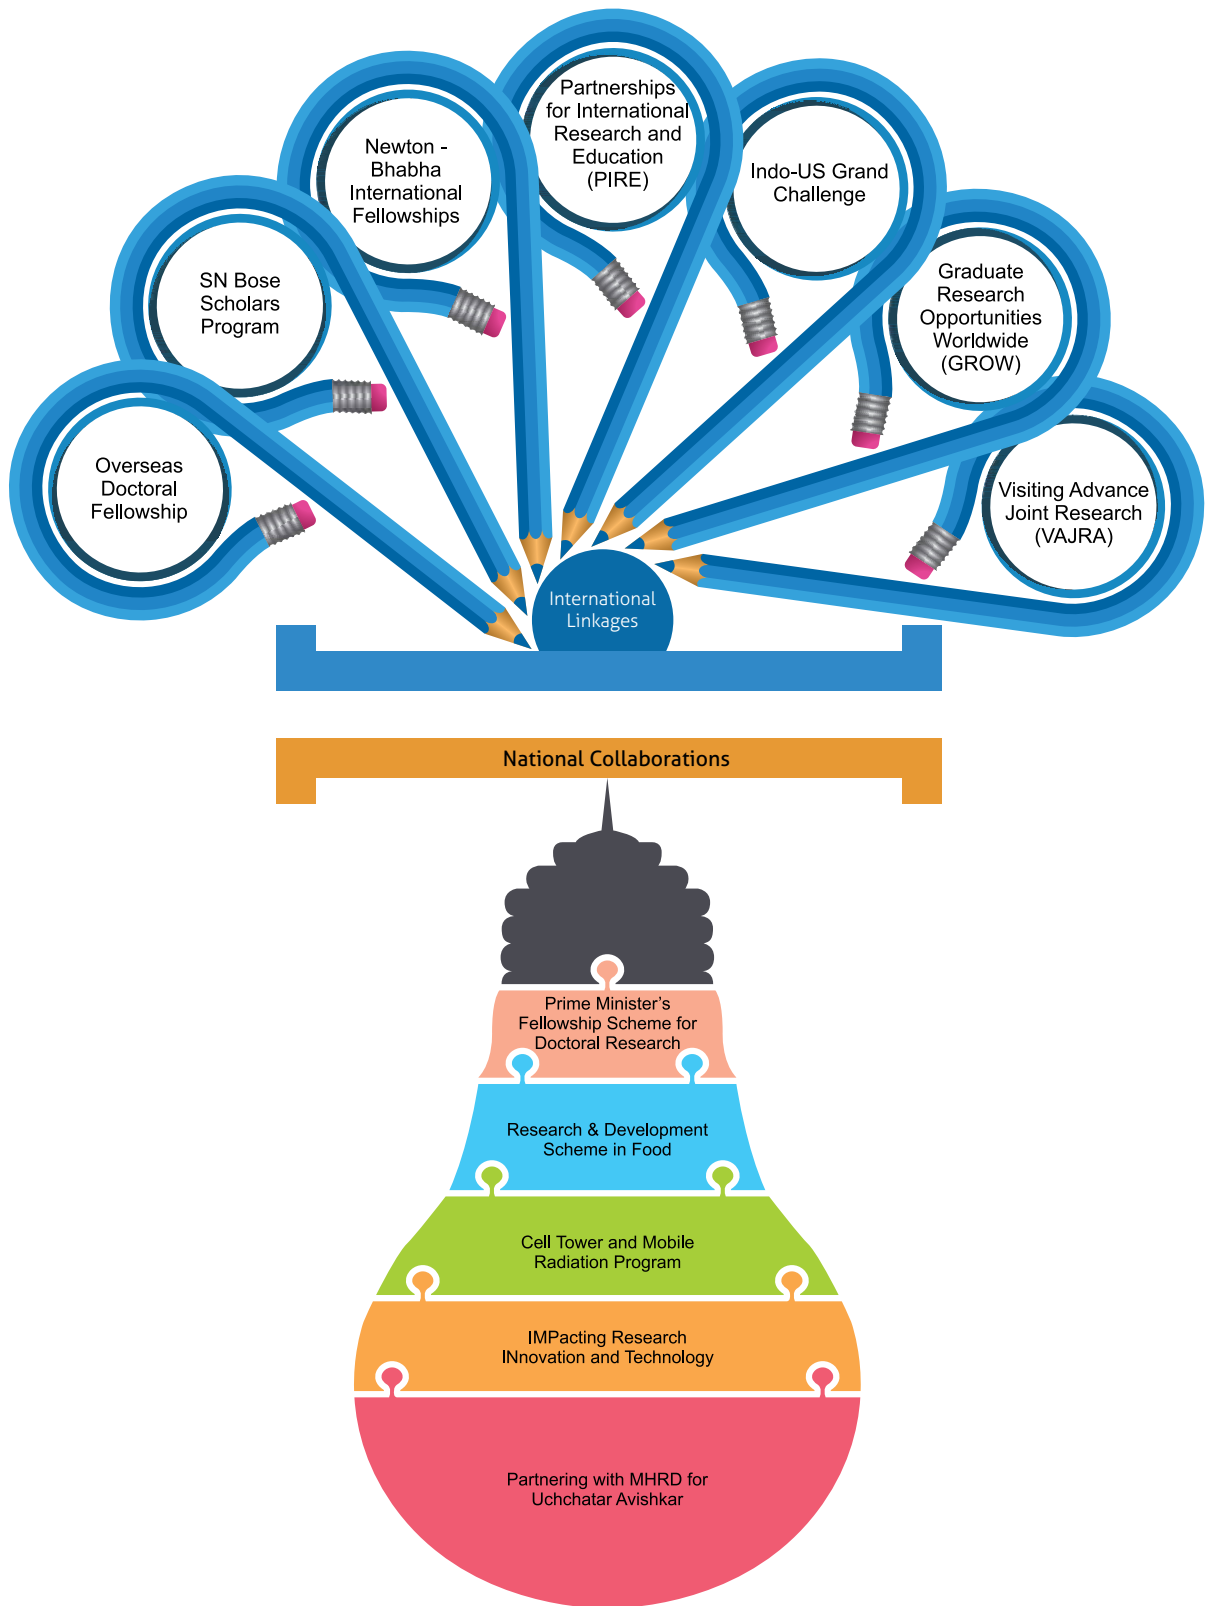 Partnerships
for International
Research and
Education
(PIRE)
Newton -
Bhabha
International
Fellowships
Indo-US Grand
Challenge
SN Bose
Scholars
Program
Graduate
Research
Opportunities
Worldwide
(GROW)
Overseas
Doctoral
Fellowship
Visiting Advance
Joint Research
(VAJRA)
International
Linkages
National Collaborations
Prime Minister’s
Fellowship Scheme for
Doctoral Research
Research & Development
Scheme in Food
Cell Tower and Mobile
Radiation Program
IMPacting Research
INnovation and Technology
Partnering with MHRD for
Uchchatar Avishkar